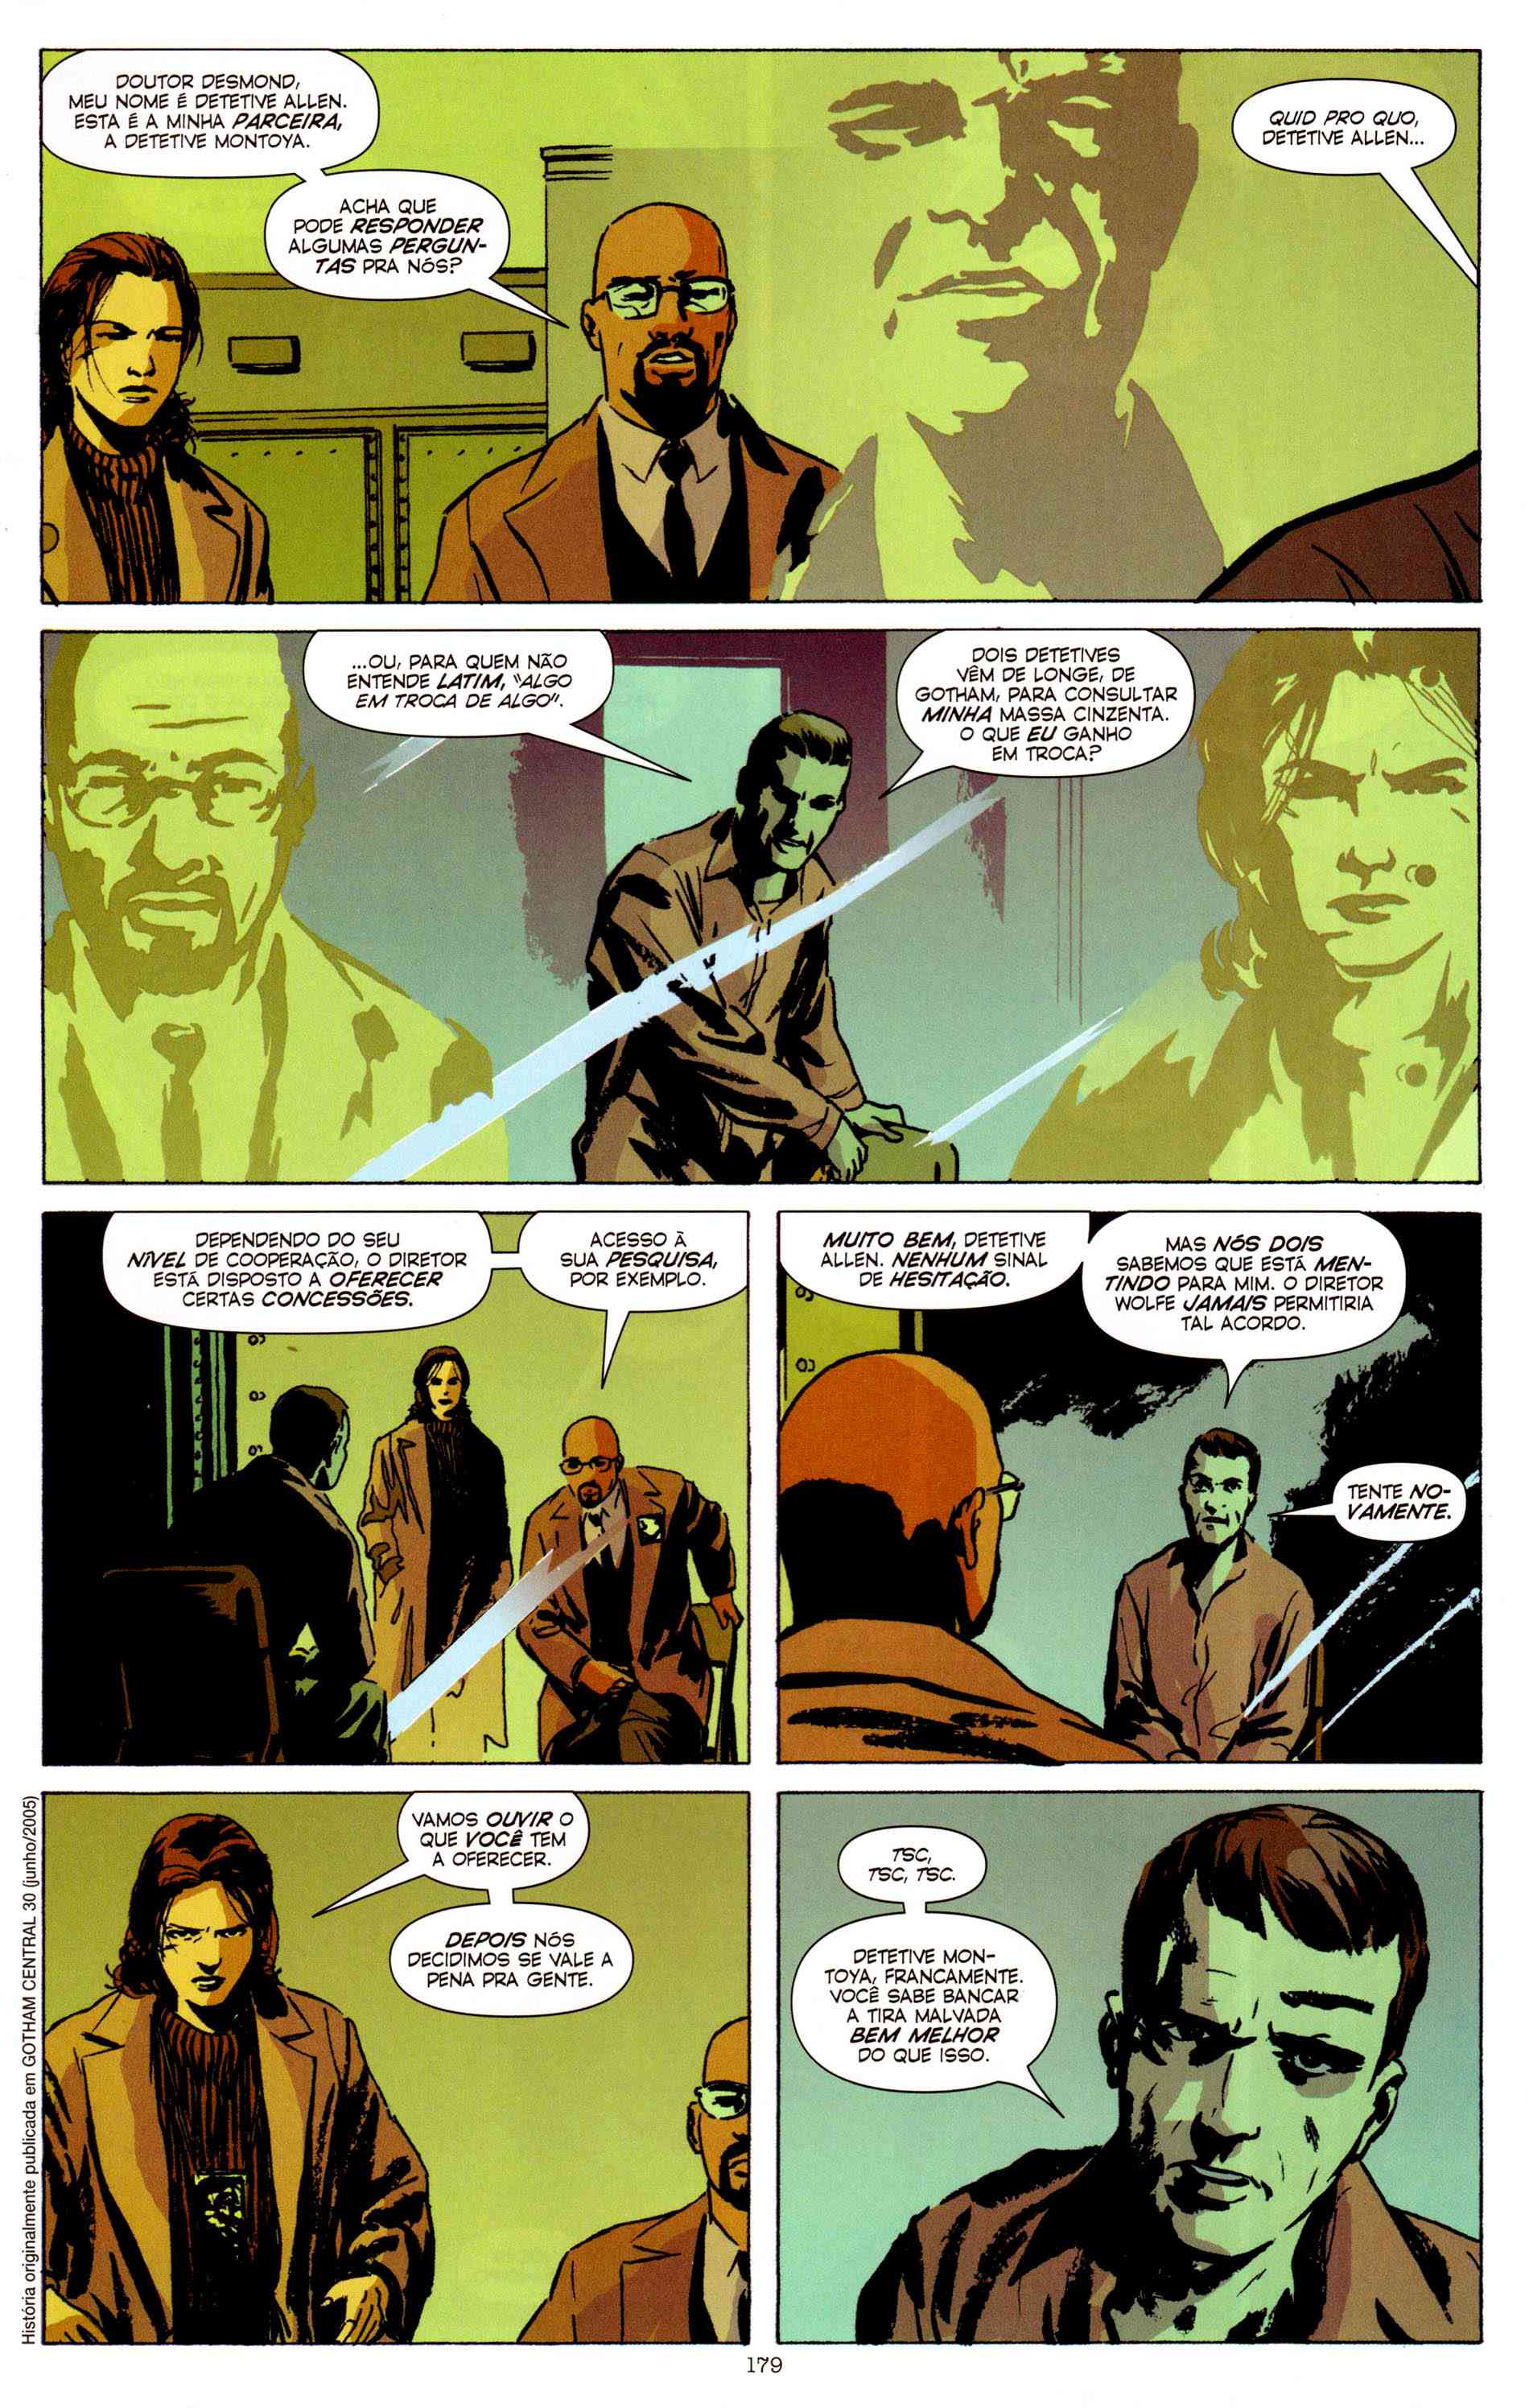 DOUTOR DESMOND,
MEU NOME É DETETIVE ALLEN.
ESTA É A MINHA PARCEIRA,
A DETETIVE MONTOYA.
ACHA QUE
PODE RESPONDER
ALGUMAS PERGUN-
TAS PRA NÓS?
QUID PRO QUO,
DETETIVE ALLEN...
...OU, PARA QUEM NÃO
ENTENDE LATIM, "ALGO
EM TROCA DE ALGO".
DOIS DETETIVES
VÊM DE LONGE, DE
GOTHAM, PARA CONSULTAR
MINHA MASSA CINZENTA.
O QUE EU GANHO
EM TROCA?
DEPENDENDO DO SEU
NÍVEL DE COOPERAÇÃO, O DIRETOR
ESTÁ DISPOSTO A OFERECER
CERTAS CONCESSÕES.
ACESSO À
SUA PESQUISA,
POR EXEMPLO.
MUITO BEM, DETETIVE
ALLEN. NENHUM SINAL
DE HESITAÇÃO.
MAS NÓS DOIS
SABEMOS QUE ESTÁ MEN-
TINDO PARA MIM. O DIRETOR
WOLFE JAMAIS PERMITIRIA
TAL ACORDO.
TENTE NO-
VAMENTE.
VAMOS OUVIR O
QUE VOCÊ TEM
A OFERECER.
DEPOIS NÓS
DECIDIMOS SE VALE A
PENA PRA GENTE.
TSC,
TSC, TSC.
DETETIVE MON-
TOYA, FRANCAMENTE.
VOCÊ SABE BANCAR
A TIRA MALVADA
BEM MELHOR
DO QUE ISSO.
História originalmente publicada em GOTHAM CENTRAL 30 (junho/2005)
179